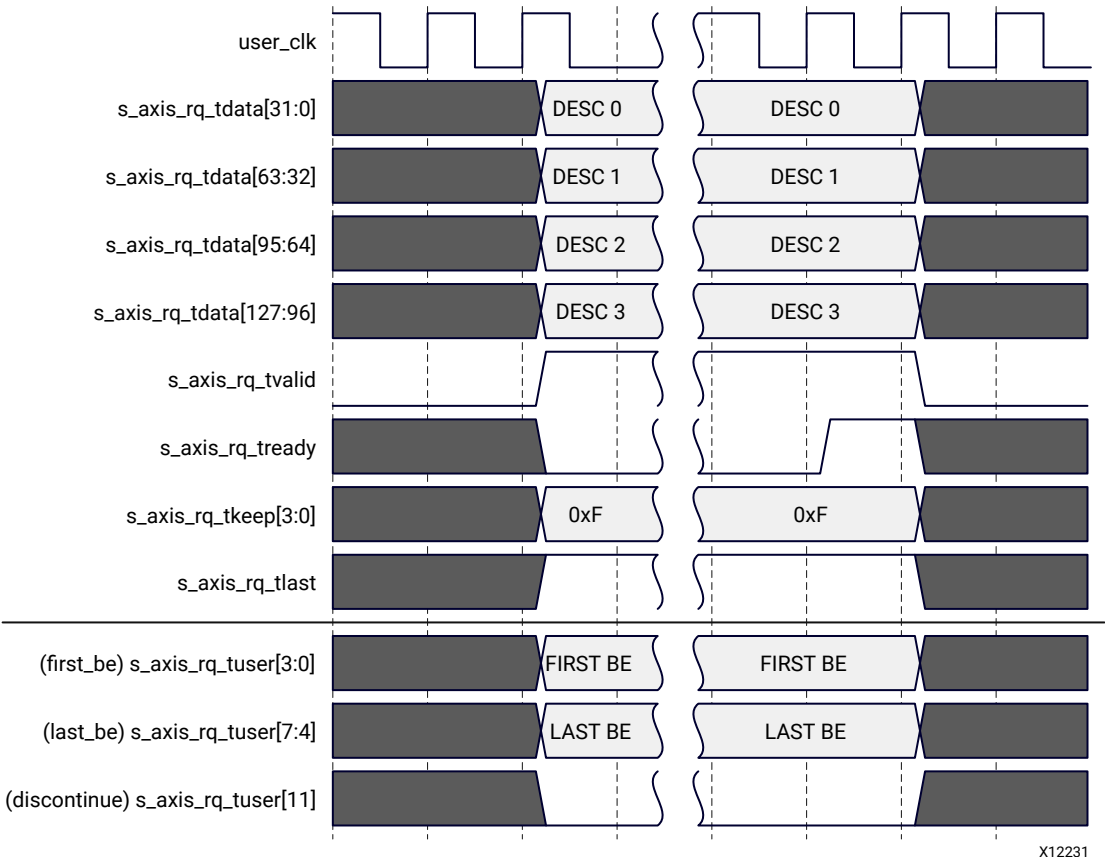 user_clk
s_axis_rq_tdata[31:0] DESC 0 DESC 0
s_axis_rq_tdata[63:32] DESC 1 DESC 1
s_axis_rq_tdata[95:64] DESC 2 DESC 2
s_axis_rq_tdata[127:96] DESC 3 DESC 3
s_axis_rq_tvalid
s_axis_rq_tready
s_axis_rq_tkeep[3:0] 0xF 0xF
s_axis_rq_tlast
(first_be) s_axis_rq_tuser[3:0] FIRST BE FIRST BE
(last_be) s_axis_rq_tuser[7:4] LAST BE LAST BE
(discontinue) s_axis_rq_tuser[11]
X12231